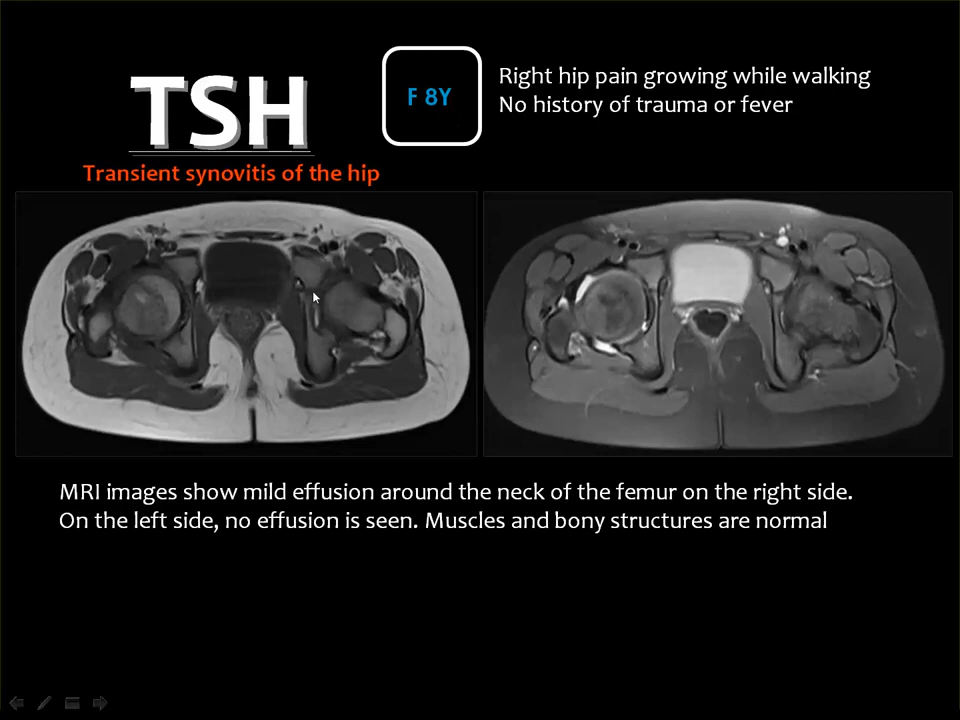 TSH
Transient synovitis of the hip
F 8Y
Right hip pain growing while walking
No history of trauma or fever
MRI images show mild effusion around the neck of the femur on the right side.
On the left side, no effusion is seen. Muscles and bony structures are normal